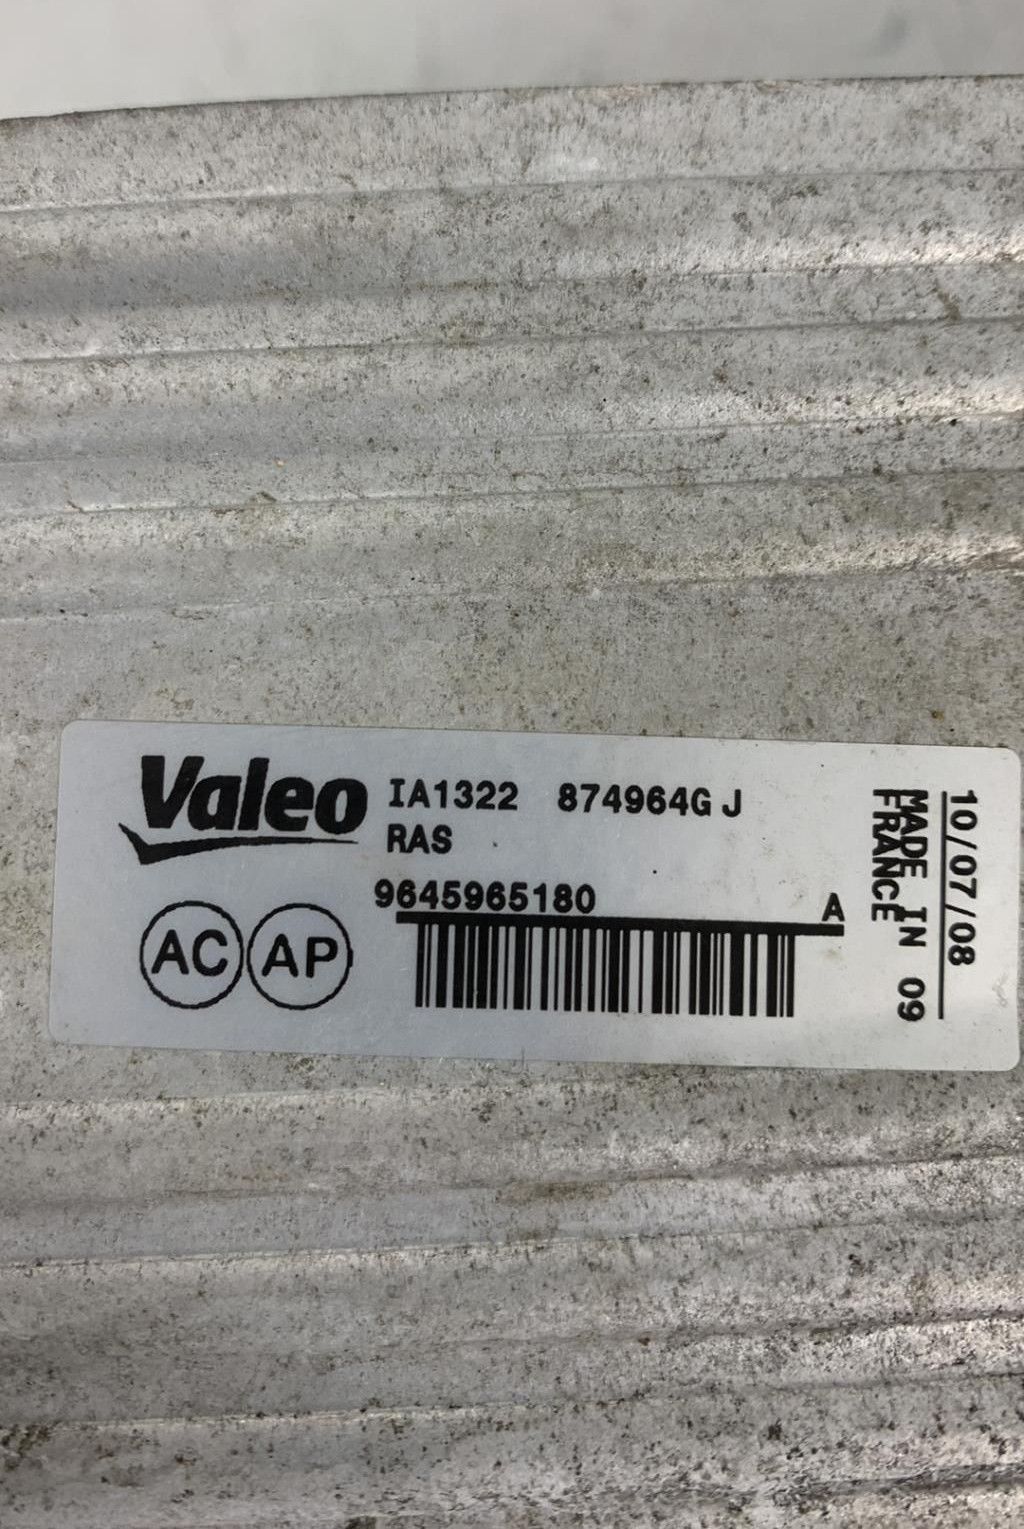 Valeo
IA1322 874964G J
RAS
9645965180 A
AC AP
10/07/08
MADE IN 09
FRANCE